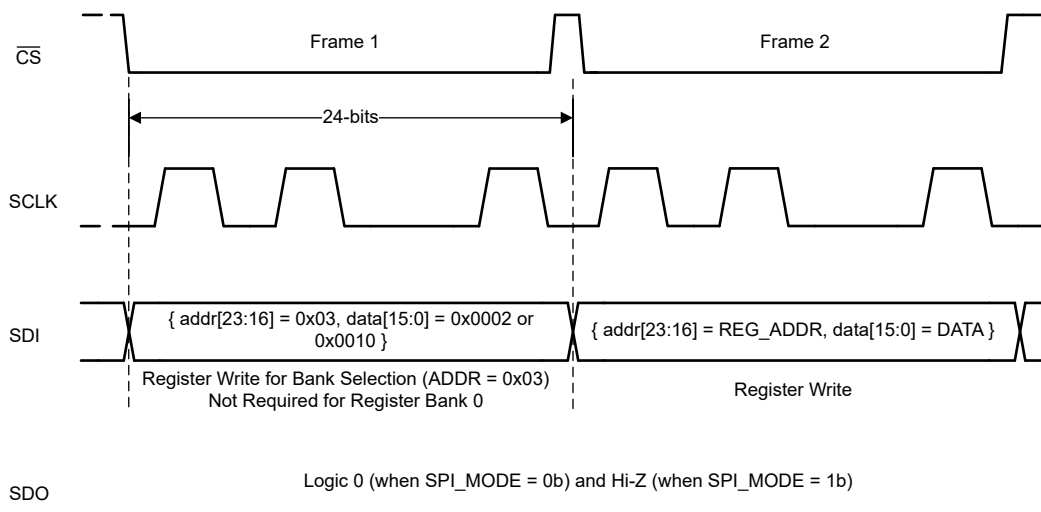 CS
Frame 1
Frame 2
24-bits
SCLK
SDI
{ addr[23:16] = 0x03, data[15:0] = 0x0002 or
0x0010 }
{ addr[23:16] = REG_ADDR, data[15:0] = DATA }
Register Write for Bank Selection (ADDR = 0x03)
Not Required for Register Bank 0
Register Write
SDO
Logic 0 (when SPI_MODE = 0b) and Hi-Z (when SPI_MODE = 1b)